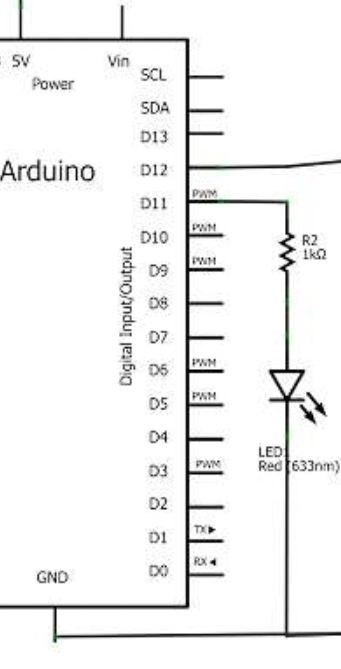 5V
Vin
Power
SCL
SDA
D13
Arduino
D12
D11
PWM
D10
PWM
R2
1kΩ
D9
PWM
Digital Input/Output
D8
D7
D6
PWM
D5
PWM
D4
LED
Red (633nm)
D3
PWM
D2
D1
TX▶
D0
RX◀
GND